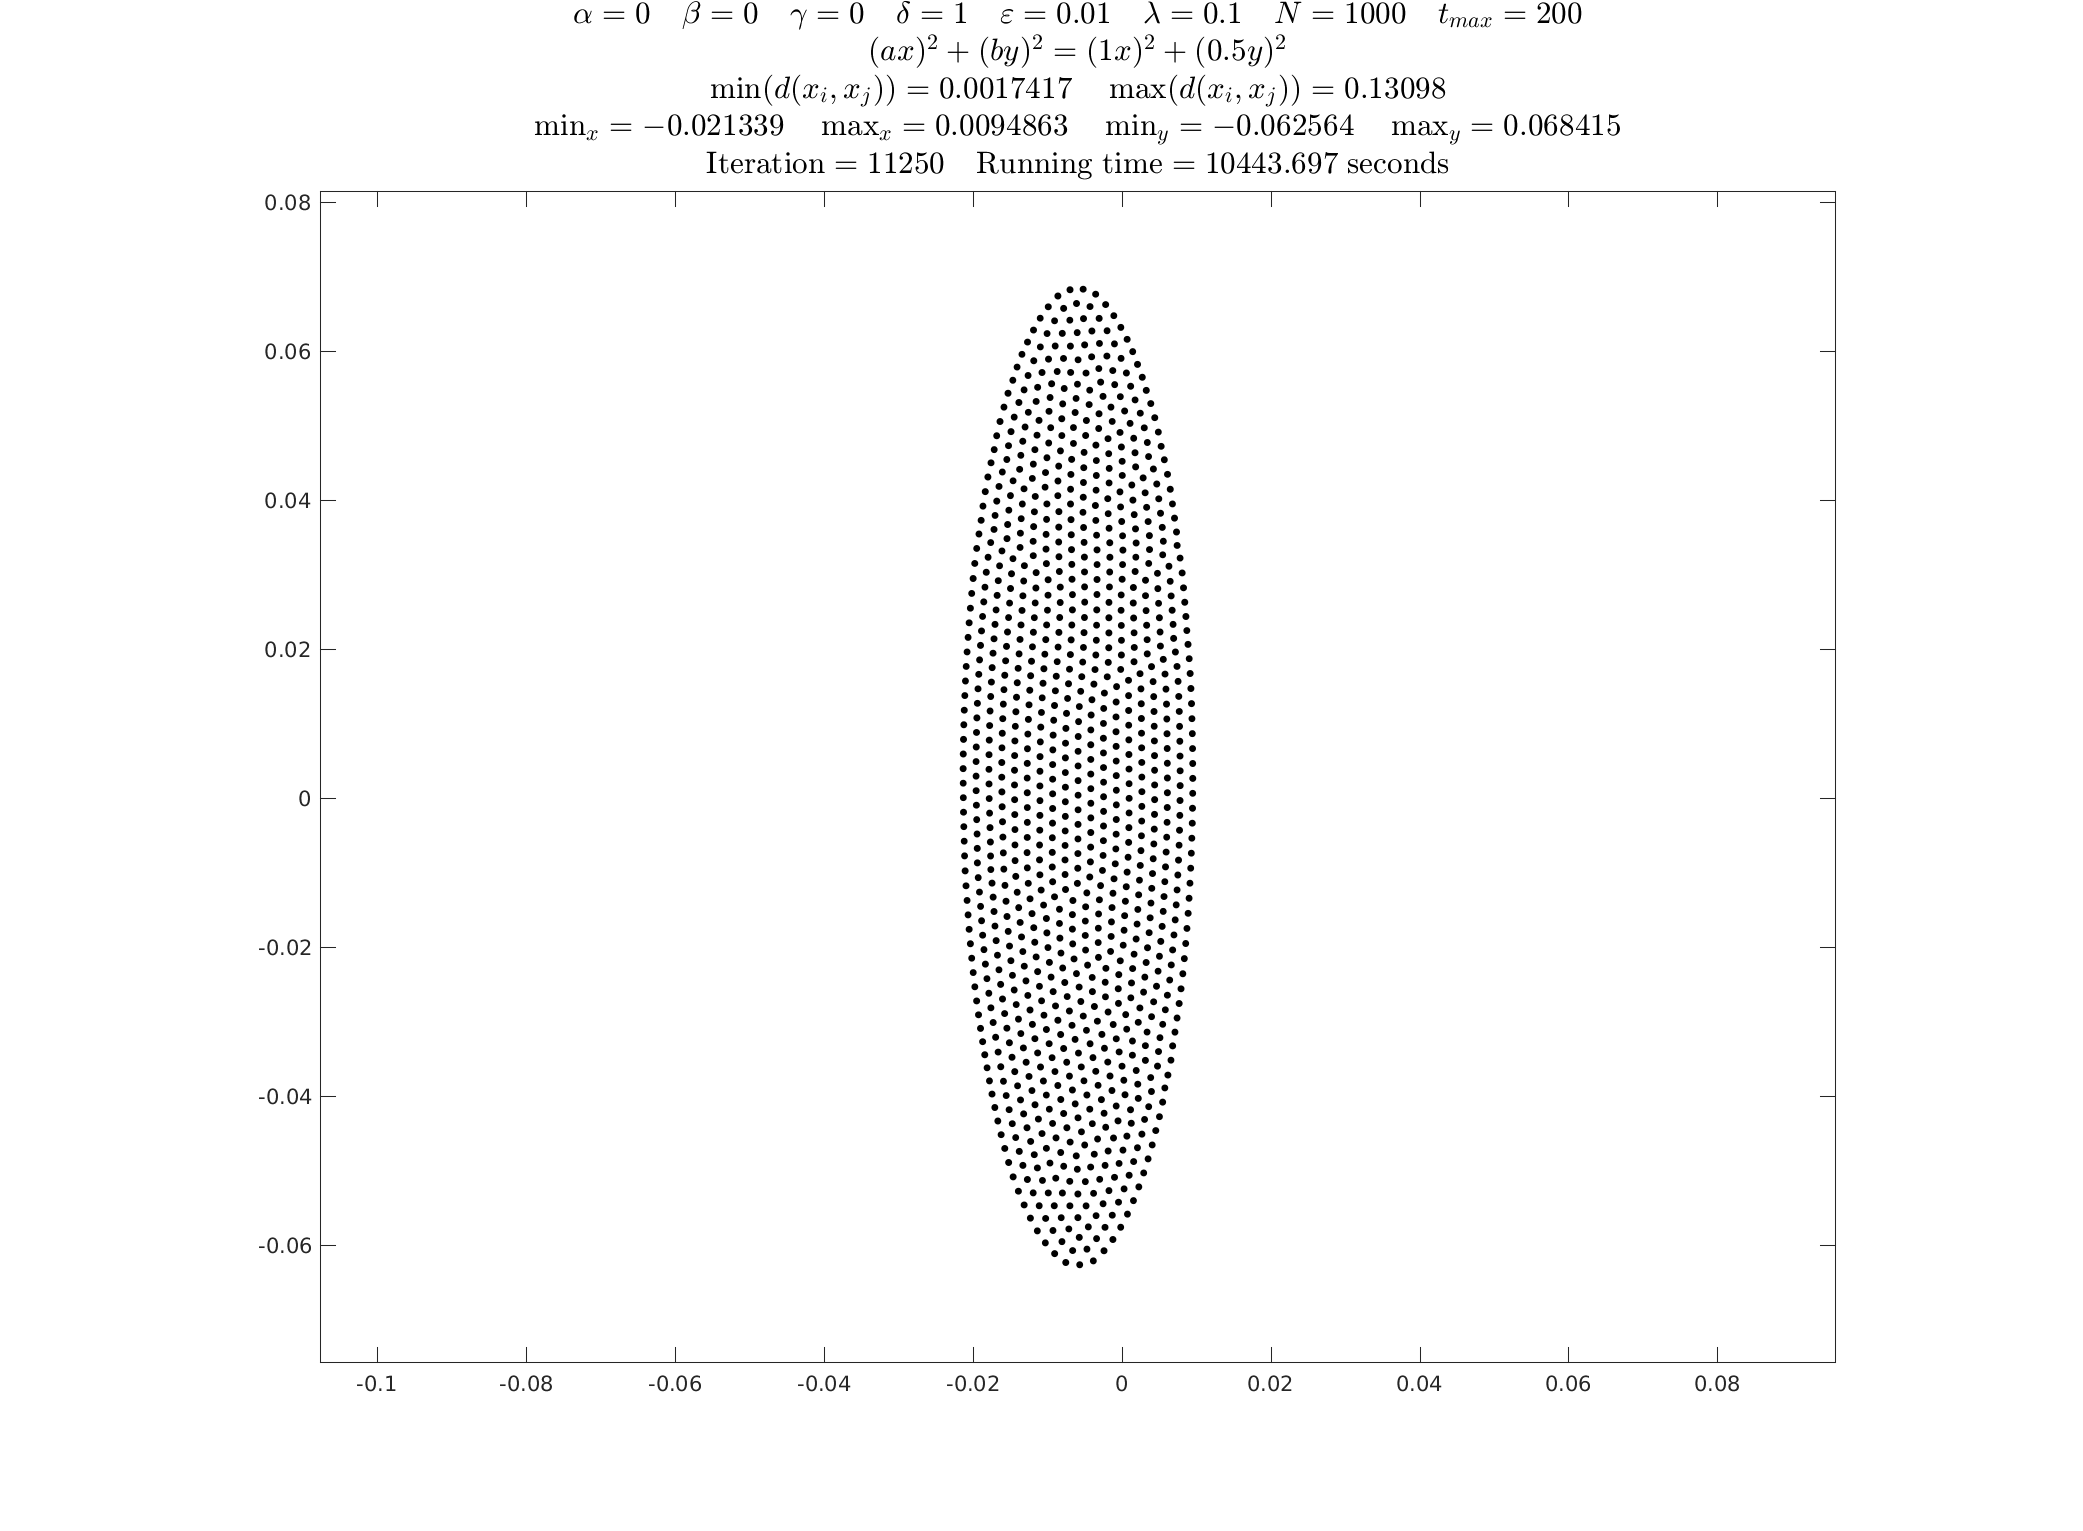 α = 0 β = 0 γ = 0 δ = 1 ε = 0.01 λ = 0.1 N = 1000 t_max = 200
(ax)² + (by)² = (1x)² + (0.5y)²
min(d(x_i, x_j)) = 0.0017417 max(d(x_i, x_j)) = 0.13098
min_x = −0.021339 max_x = 0.0094863 min_y = −0.062564 max_y = 0.068415
Iteration = 11250 Running time = 10443.697 seconds
0.08
0.06
0.04
0.02
0
-0.02
-0.04
-0.06
-0.1 -0.08 -0.06 -0.04 -0.02 0 0.02 0.04 0.06 0.08